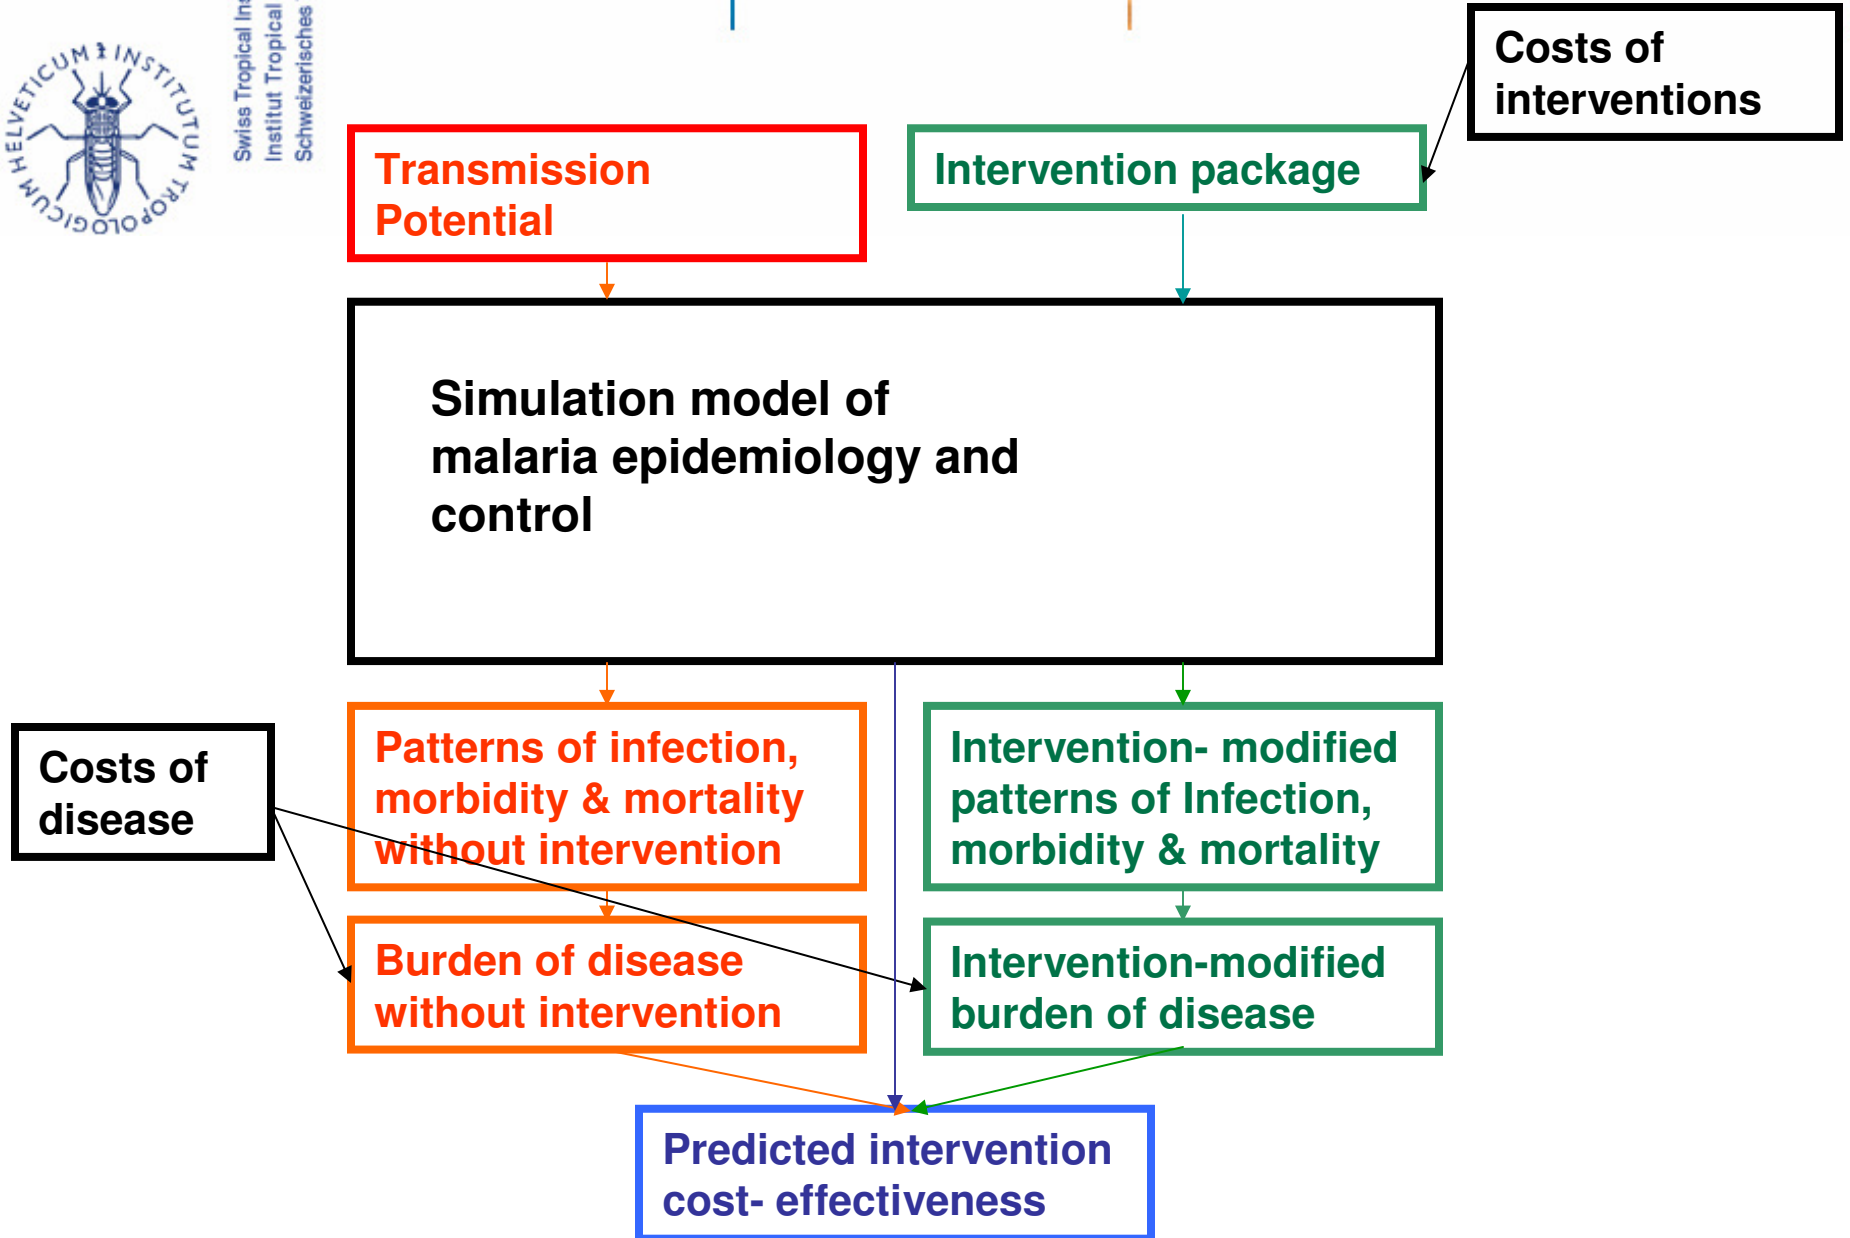 HELVETICUM INSTITUTUM TROPOLOGICUM
Swiss Tropical
Institut Tropical
Schweizerisches
Costs of
interventions
Transmission
Potential
Intervention package
Simulation model of
malaria epidemiology and
control
Costs of
disease
Patterns of infection,
morbidity & mortality
without intervention
Intervention- modified
patterns of Infection,
morbidity & mortality
Burden of disease
without intervention
Intervention-modified
burden of disease
Predicted intervention
cost- effectiveness